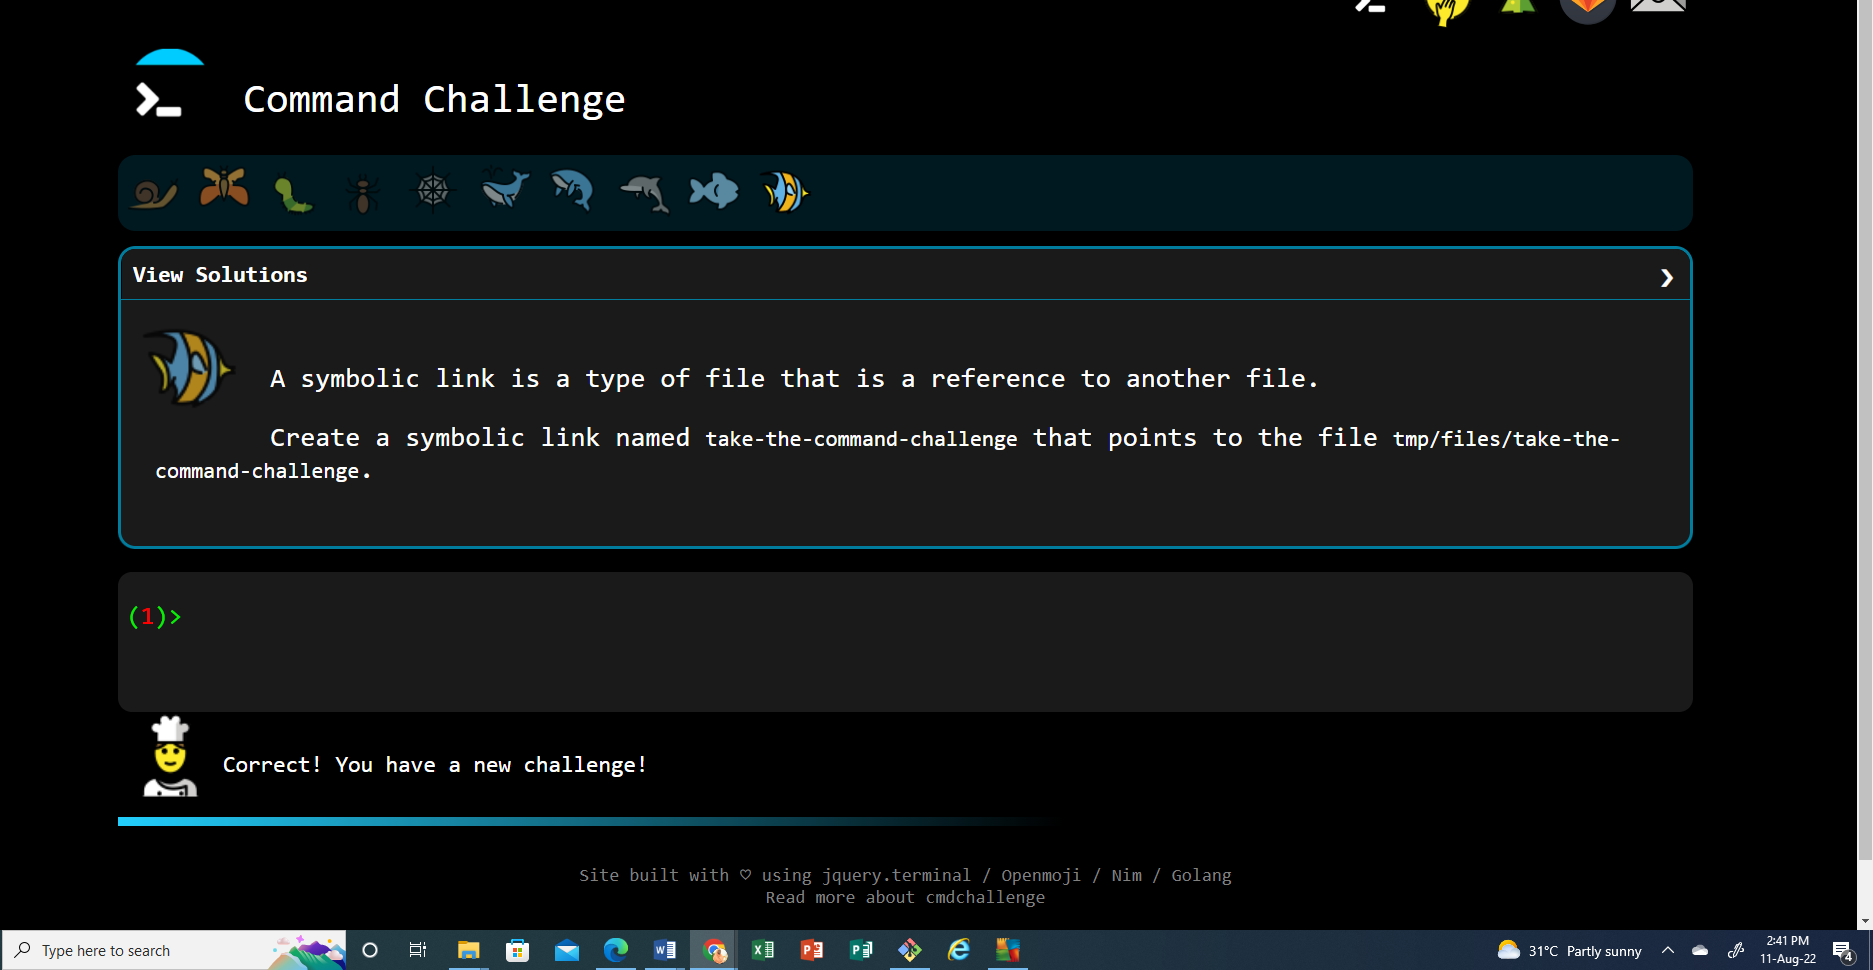 Command Challenge
View Solutions
A symbolic link is a type of file that is a reference to another file.
Create a symbolic link named take-the-command-challenge that points to the file tmp/files/take-the-
command-challenge.
(1)>
Correct! You have a new challenge!
Site built with ♡ using jquery.terminal / Openmoji / Nim / Golang
Read more about cmdchallenge
Type here to search
31°C Partly sunny
2:41 PM
11-Aug-22
4